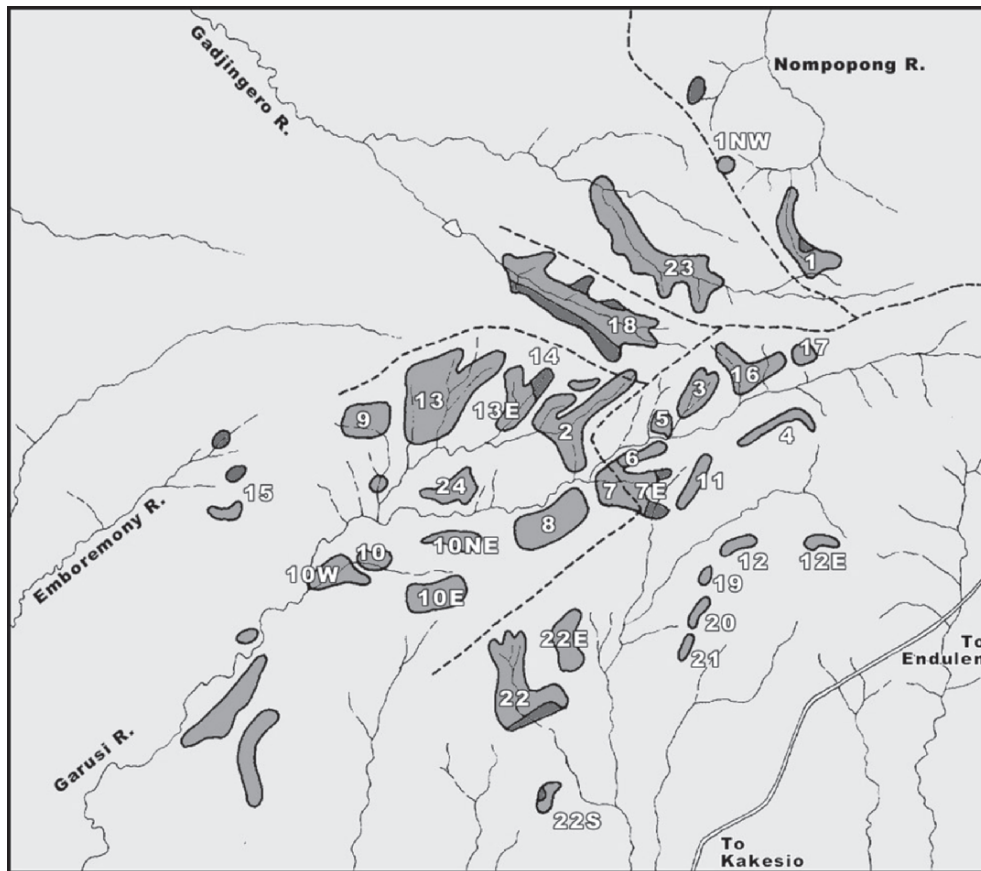 Gadjingero R.
Nompopong R.
1NW
1
23
18
17
14
16
3
13
13E
9
2
5
4
6
24
11
7
7E
15
8
10NE
12
12E
10
10W
19
Emboremony R.
10E
20
22E
21
To
Endulen
22
Garusi R.
22S
To
Kakesio